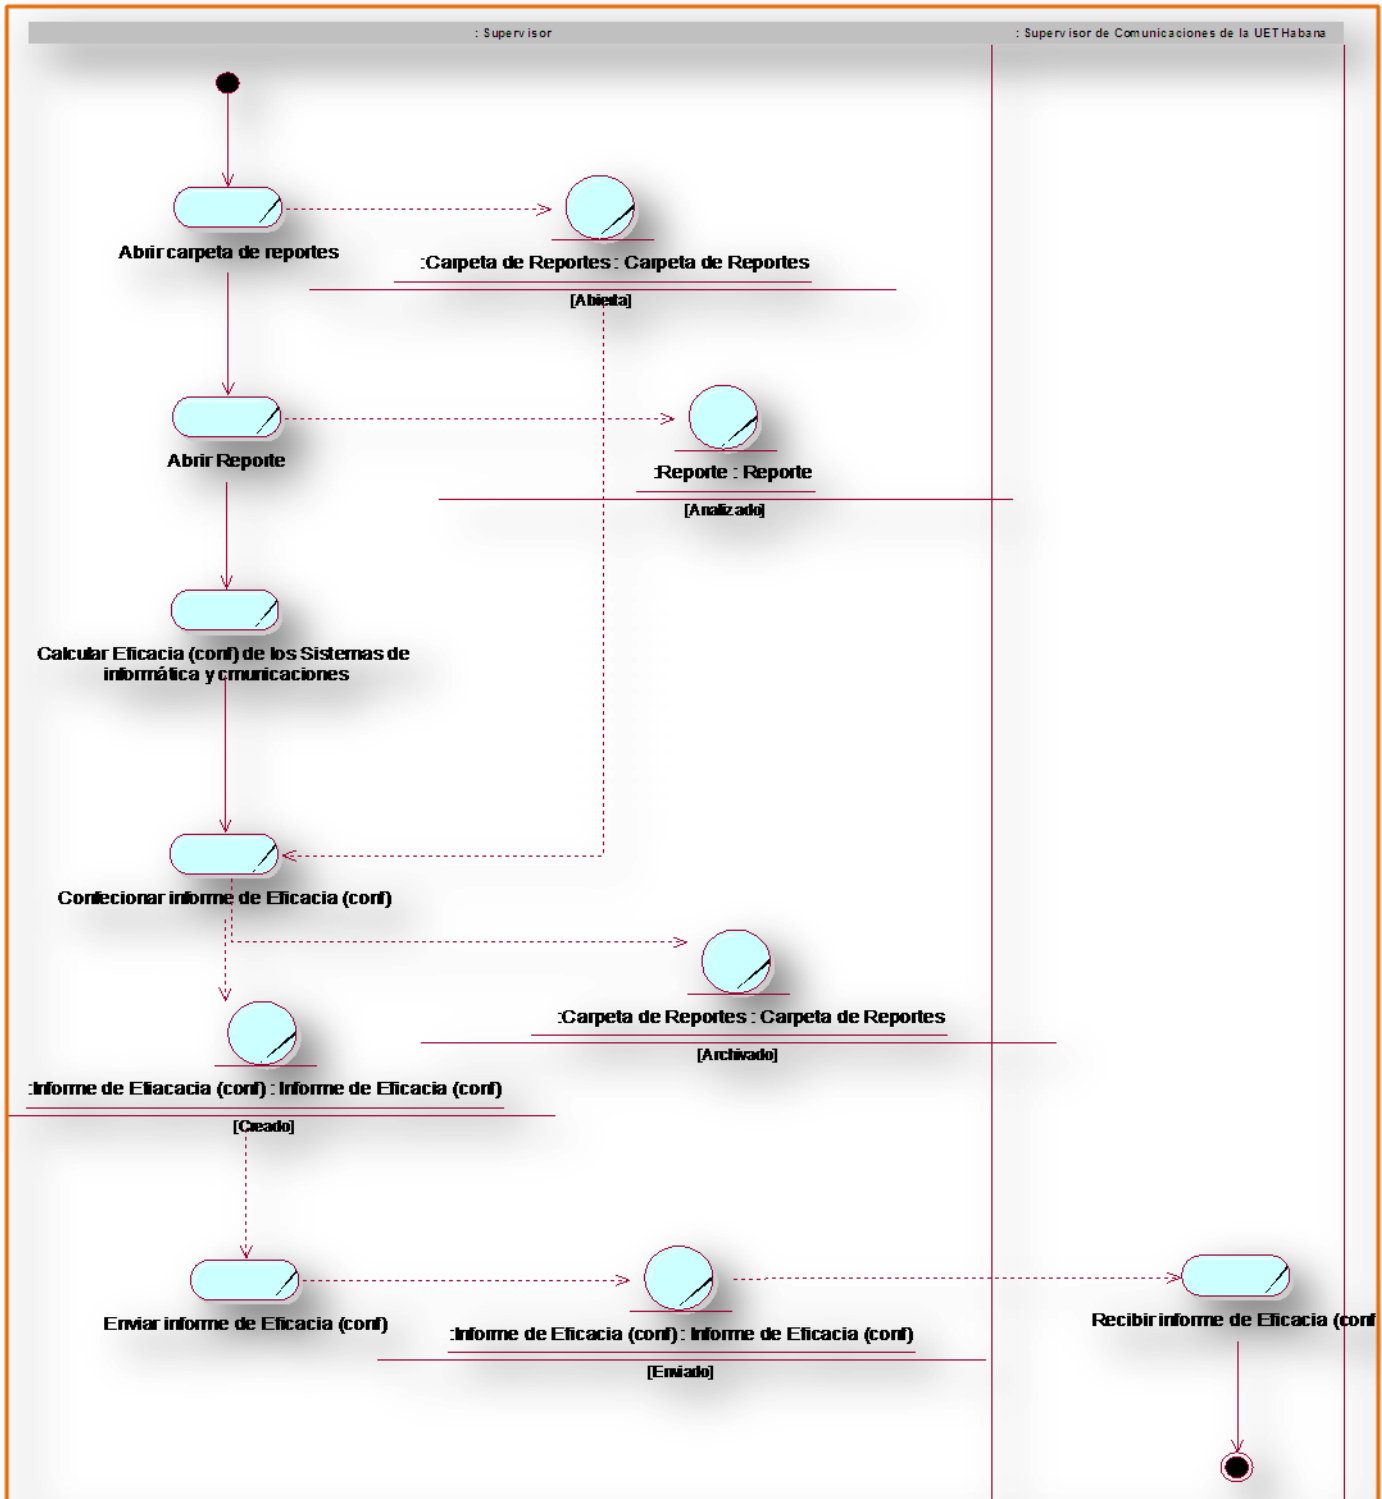 : Supervisor
: Supervisor de Comunicaciones de la UET Habana
Abrir carpeta de reportes
:Carpeta de Reportes : Carpeta de Reportes
[Abierta]
Abrir Reporte
:Reporte : Reporte
[Analizado]
Calcular Eficacia (conf) de los Sistemas de
informática y cmunicaciones
Confecionar informe de Eficacia (conf)
:Carpeta de Reportes : Carpeta de Reportes
[Archivado]
:Informe de Efiacacia (conf) : Informe de Eficacia (conf)
[Creado]
Enviar informe de Eficacia (conf)
:Informe de Eficacia (conf) : Informe de Eficacia (conf)
[Enviado]
Recibir informe de Eficacia (conf